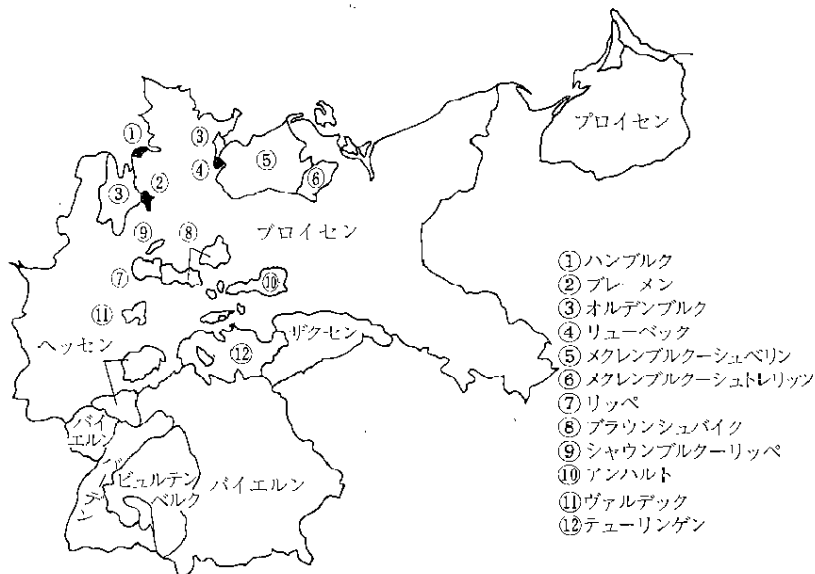 プロイセン
①
③
④
⑤
⑥
③
②
プロイセン
⑨
⑧
⑦
⑩
⑪
ヘッセン
ザクーセン
⑫
バイ
エルン
バーデン
ビュルテン
ベルク
バイエルン
①ハンブルク
②ブレーメン
③オルデンブルク
④リューベック
⑤メクレンブルクーシュベリン
⑥メクレンブルクーシュトレリッツ
⑦リッペ
⑧ブラウンシュバイク
⑨シャウンブルクーリッペ
⑩アンハルト
⑪ヴァルデック
⑫テューリンゲン